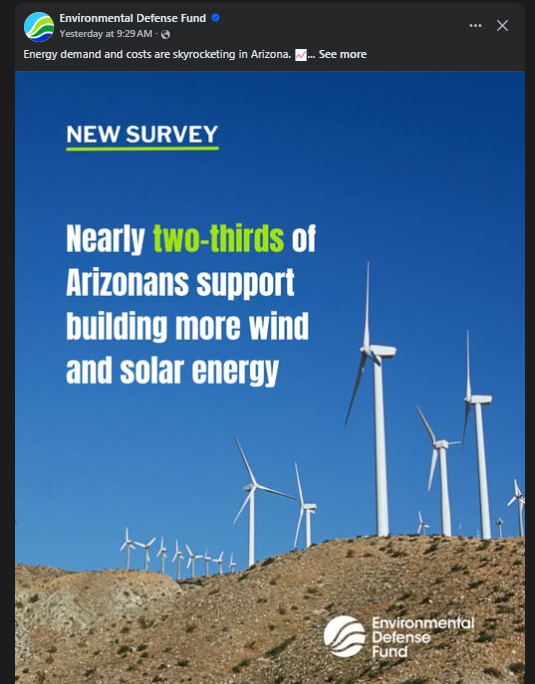 Environmental Defense Fund
Yesterday at 9:29 AM ·
Energy demand and costs are skyrocketing in Arizona. 📈... See more
NEW SURVEY
Nearly two-thirds of
Arizonans support
building more wind
and solar energy
Environmental
Defense
Fund